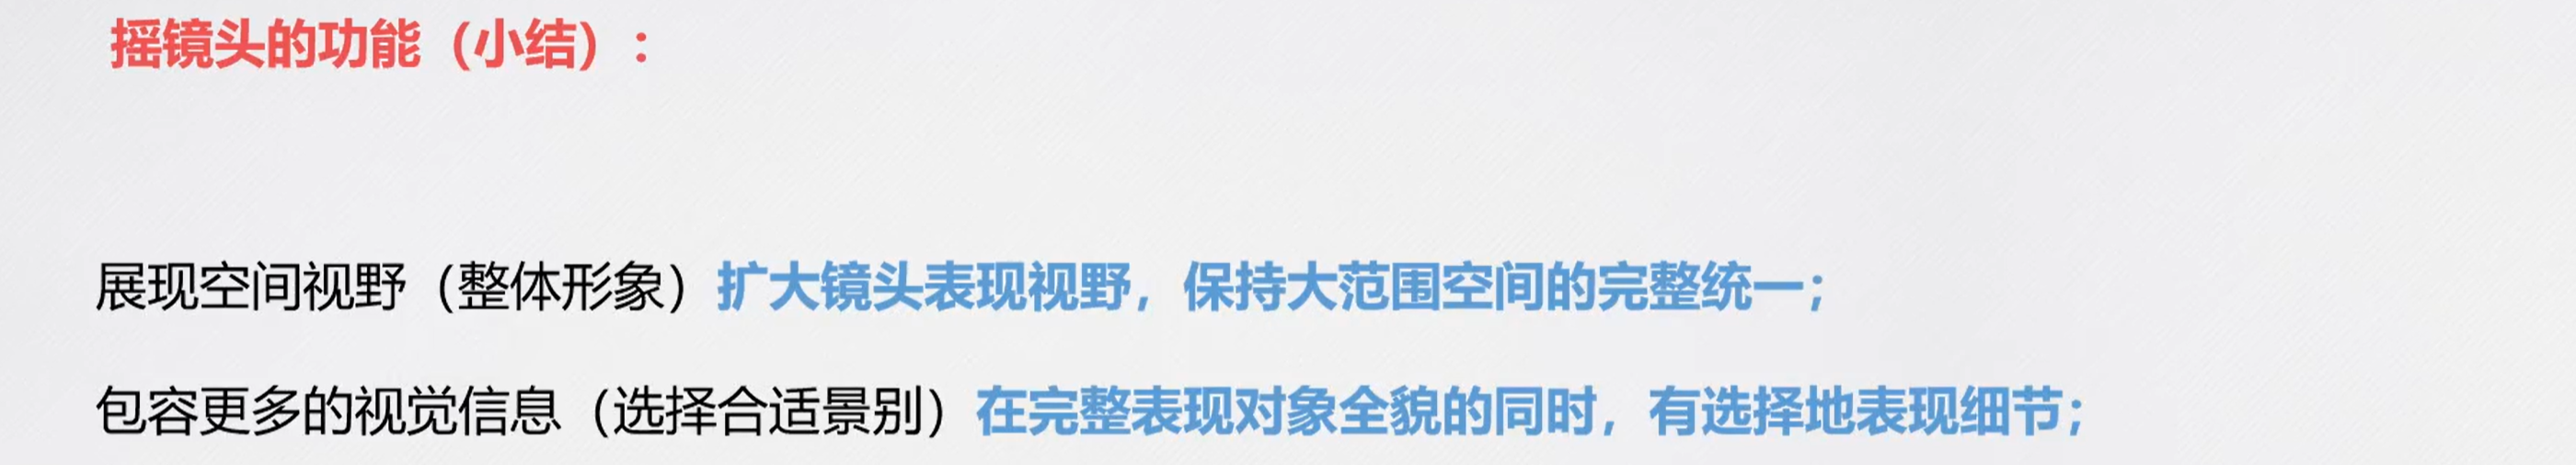 摇镜头的功能（小结）：
展现空间视野（整体形象）扩大镜头表现视野，保持大范围空间的完整统一；
包容更多的视觉信息（选择合适景别）在完整表现对象全貌的同时，有选择地表现细节；